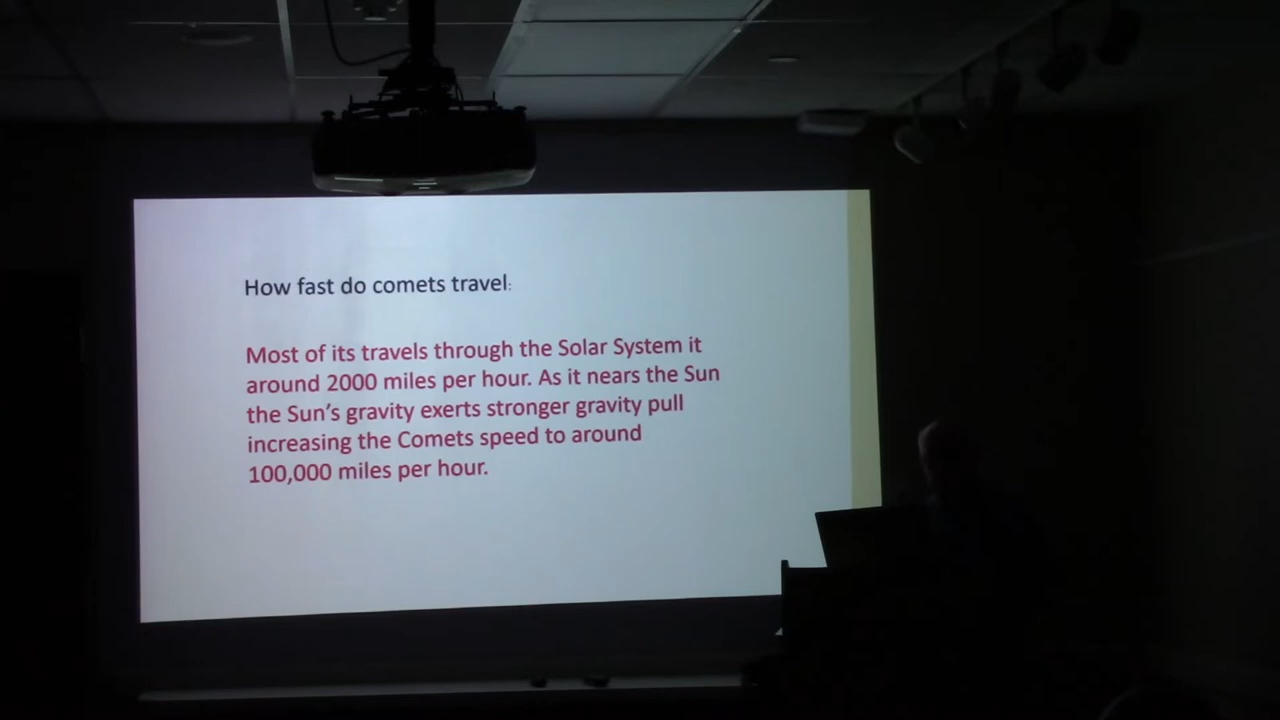 How fast do comets travel:
Most of its travels through the Solar System it
around 2000 miles per hour. As it nears the Sun
the Sun’s gravity exerts stronger gravity pull
increasing the Comets speed to around
100,000 miles per hour.